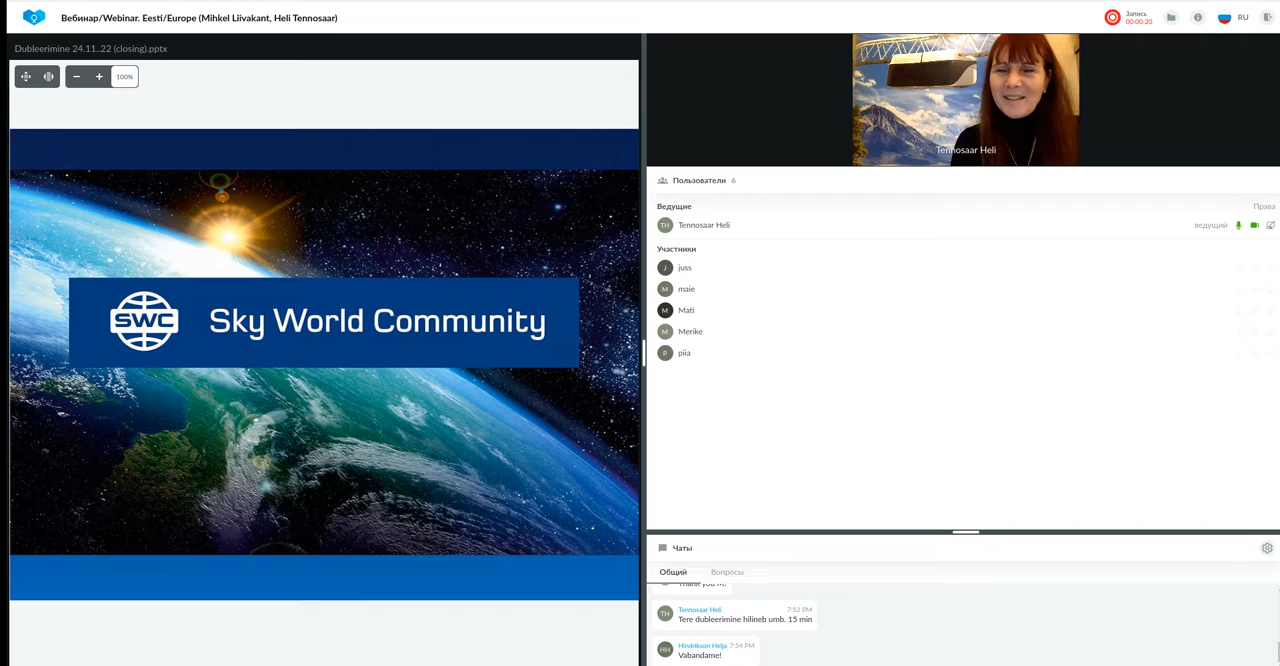 Вебинар/Webinar. Eesti/Europe (Mihkel Liivakant, Heli Tennosaar)
Запись
00:00:20
RU
Dubleerimine 24.11..22 (closing).pptx
100%
SWC
Sky World Community
Tennosaar Heli
Пользователи 6
Ведущие
Права
TH Tennosaar Heli
ведущий
Участники
J juss
M maie
M Mati
M Merike
P piia
Чаты
Общий Вопросы
Thank you M!
TH Tennosaar Heli 7:52 PM
Tere dubleerimine hilineb umb. 15 min
HH Hindrikson Helja 7:54 PM
Vabandame!